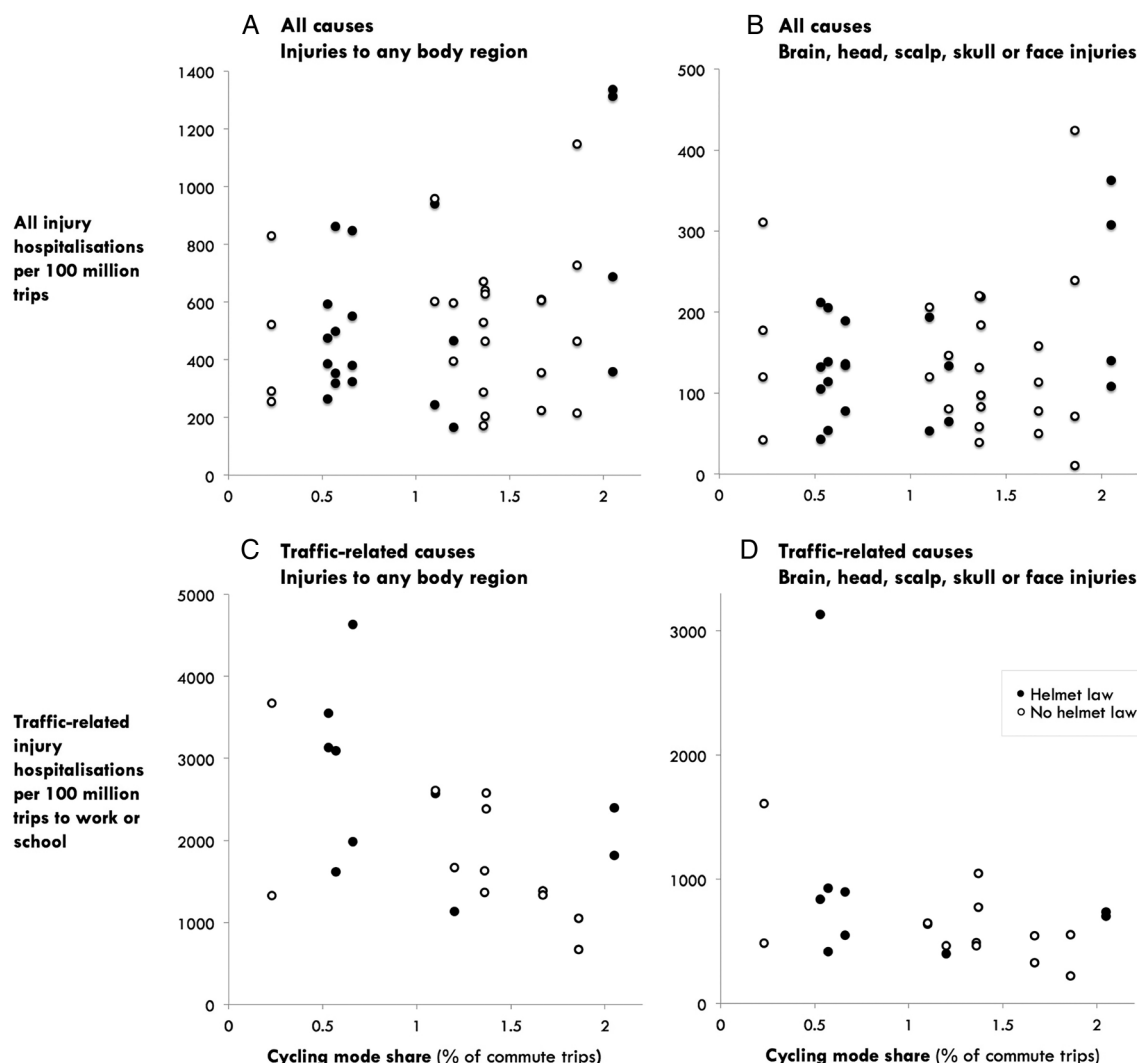 A All causes
Injuries to any body region
B All causes
Brain, head, scalp, skull or face injuries
All injury
hospitalisations
per 100 million
trips
1400
1200
1000
800
600
400
200
0
0 0.5 1 1.5 2
500
400
300
200
100
0
0 0.5 1 1.5 2
C Traffic-related causes
Injuries to any body region
D Traffic-related causes
Brain, head, scalp, skull or face injuries
Traffic-related
injury
hospitalisations
per 100 million
trips to work or
school
5000
4000
3000
2000
1000
0
0 0.5 1 1.5 2
Cycling mode share (% of commute trips)
3000
2000
1000
0
0 0.5 1 1.5 2
Cycling mode share (% of commute trips)
Helmet law
No helmet law